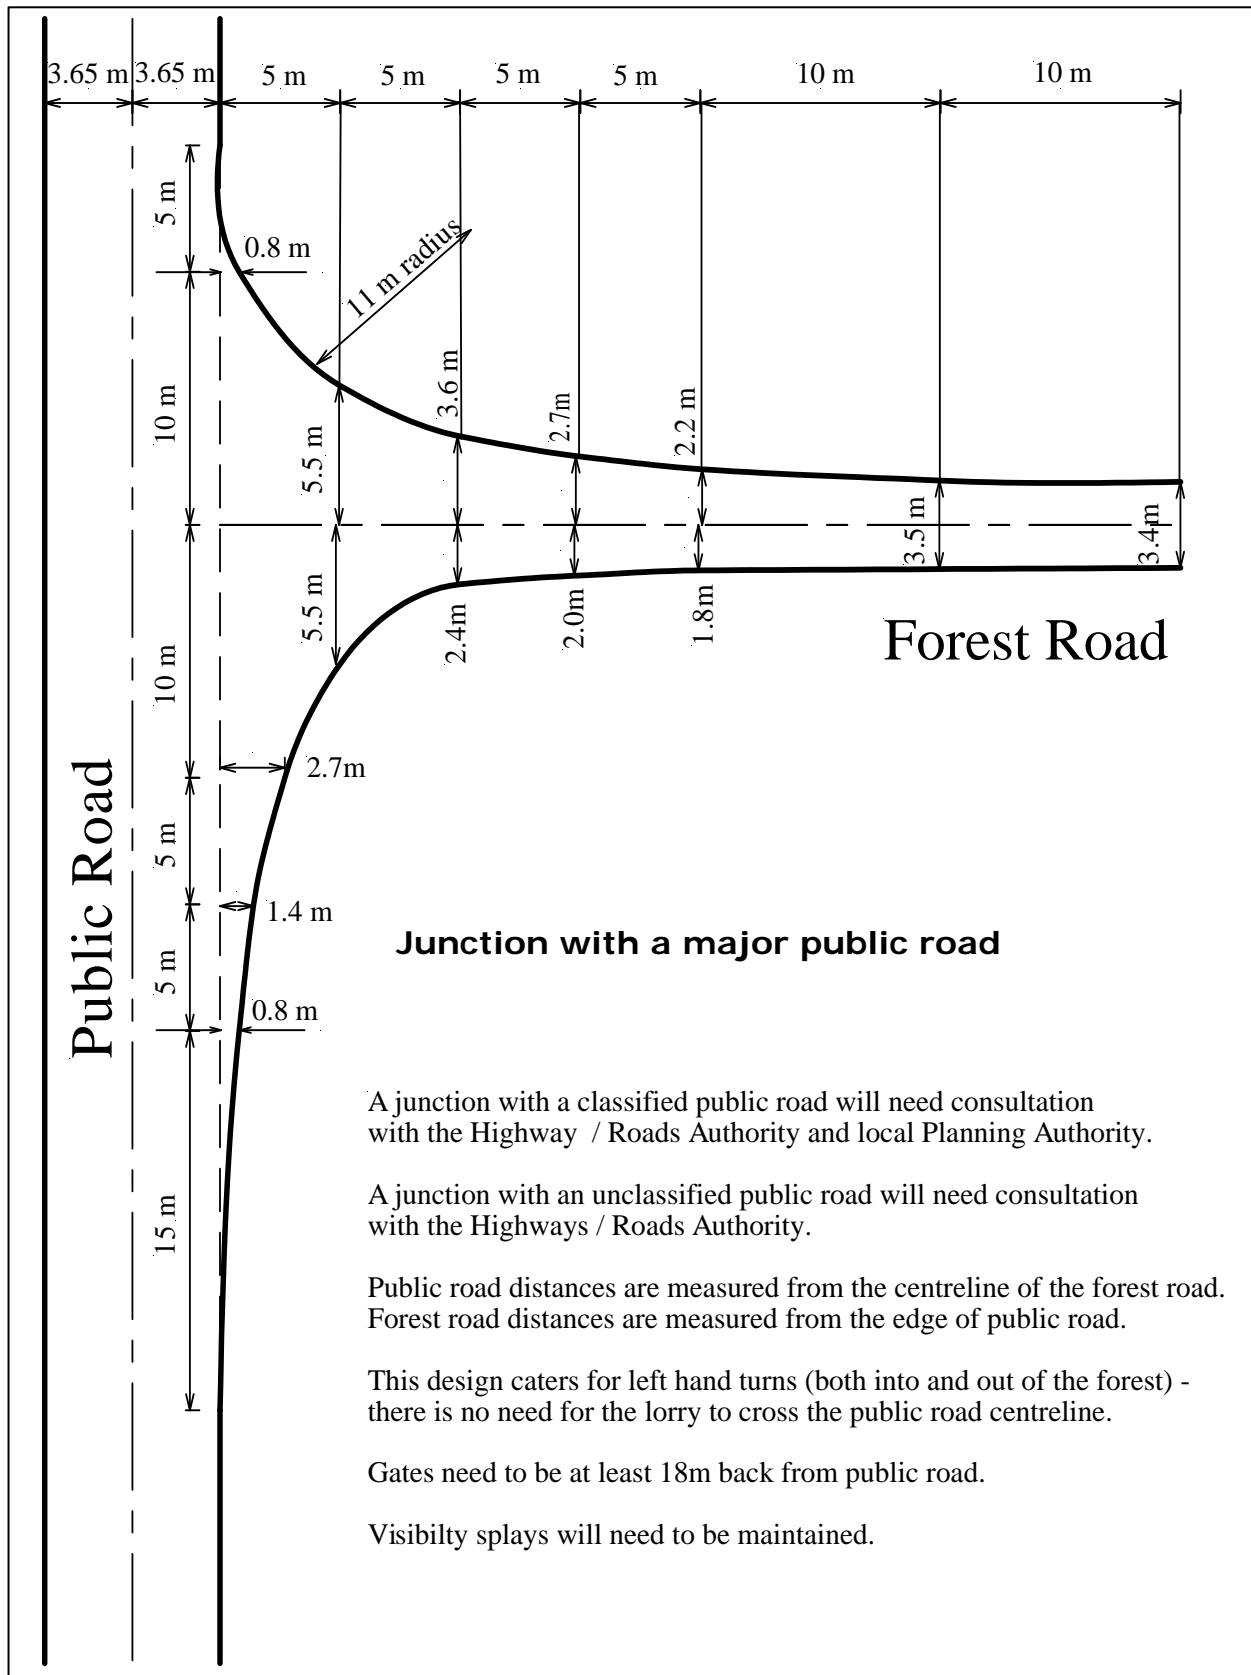 3.65 m 3.65 m 5 m 5 m 5 m 5 m 10 m 10 m
5 m
0.8 m
11 m radius
10 m
3.6 m
2.7m
2.2 m
5.5 m
3.5 m
3.4m
5.5 m
2.4m
2.0m
1.8m
Forest Road
10 m
2.7m
Public Road
5 m
1.4 m
Junction with a major public road
5 m
0.8 m
15 m
A junction with a classified public road will need consultation
with the Highway / Roads Authority and local Planning Authority.
A junction with an unclassified public road will need consultation
with the Highways / Roads Authority.
Public road distances are measured from the centreline of the forest road.
Forest road distances are measured from the edge of public road.
This design caters for left hand turns (both into and out of the forest) -
there is no need for the lorry to cross the public road centreline.
Gates need to be at least 18m back from public road.
Visibilty splays will need to be maintained.